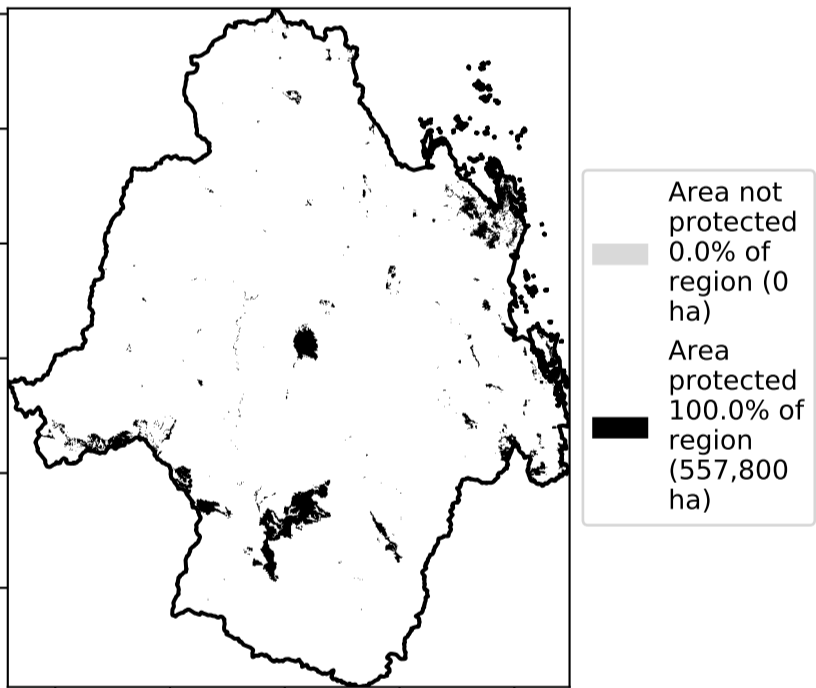 Area not
protected
0.0% of
region (0
ha)
Area
protected
100.0% of
region
(557,800
ha)